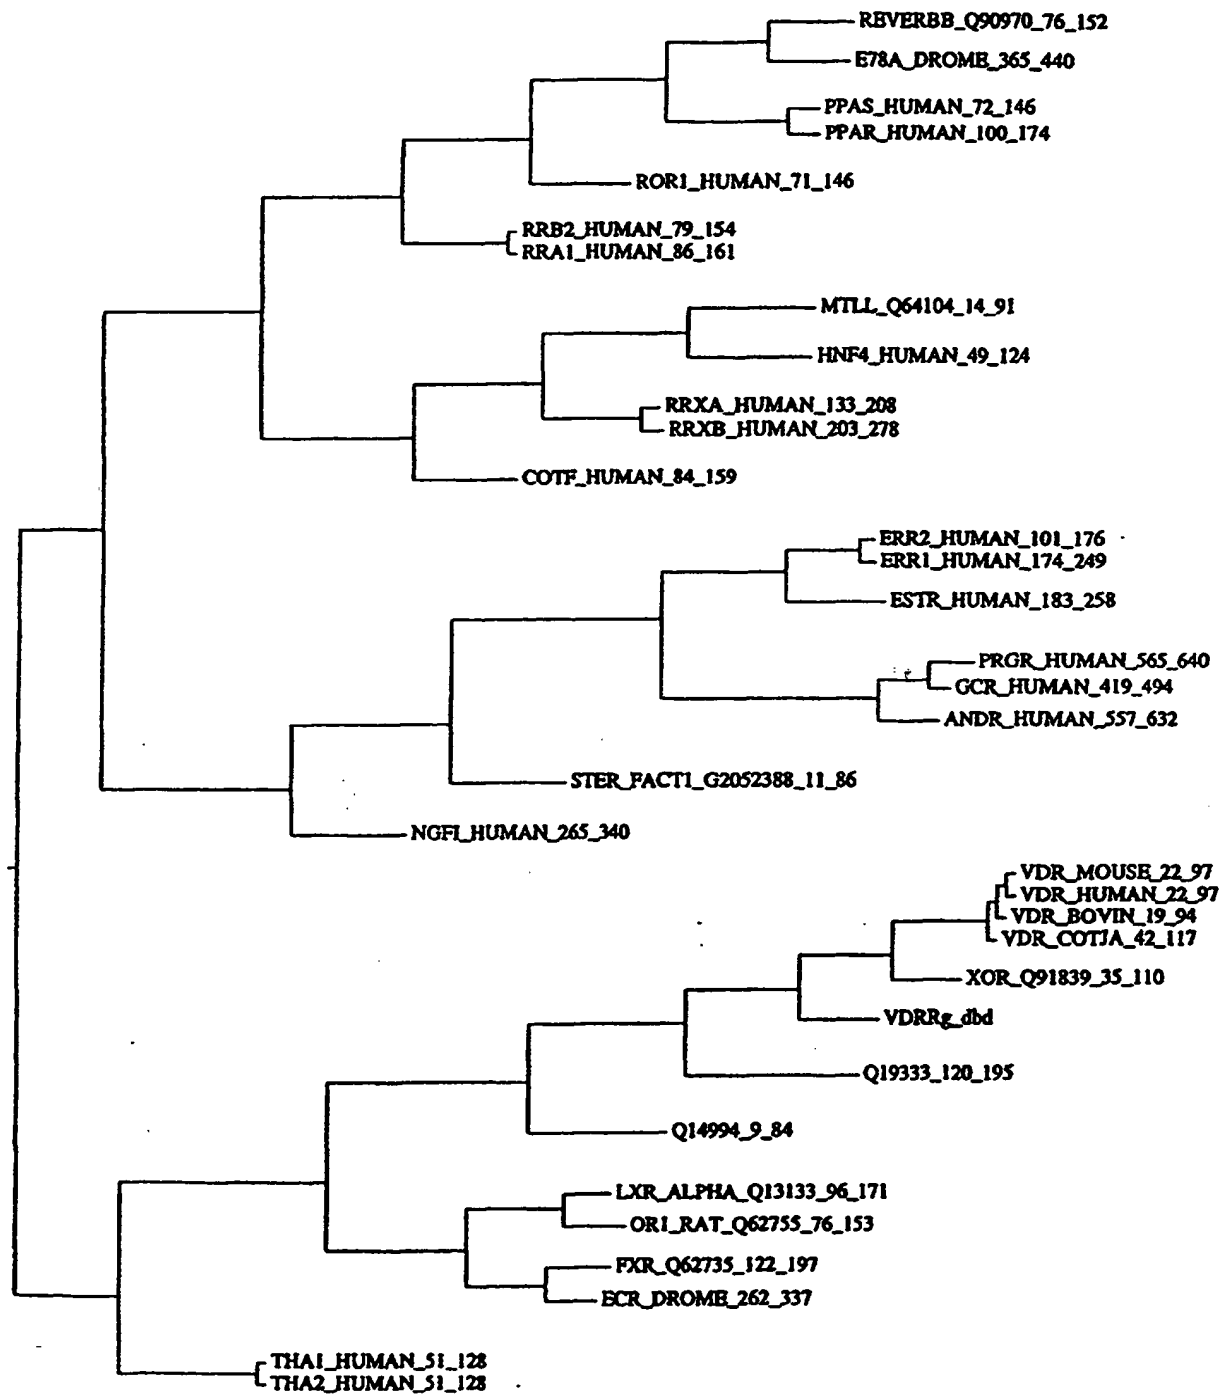 REVERBB_Q90970_76_152
E78A_DROME_365_440
PPAS_HUMAN_72_146
PPAR_HUMAN_100_174
ROR1_HUMAN_71_146
RRB2_HUMAN_79_154
RRA1_HUMAN_86_161
MTLL_Q64104_14_91
HNF4_HUMAN_49_124
RRXA_HUMAN_133_208
RRXB_HUMAN_203_278
COTF_HUMAN_84_159
ERR2_HUMAN_101_176
ERR1_HUMAN_174_249
ESTR_HUMAN_183_258
PRGR_HUMAN_565_640
GCR_HUMAN_419_494
ANDR_HUMAN_557_632
STER_FACT1_G2052388_11_86
NGFI_HUMAN_265_340
VDR_MOUSE_22_97
VDR_HUMAN_22_97
VDR_BOVIN_19_94
VDR_COTJA_42_117
XOR_Q91839_35_110
VDRRg_dbd
Q19333_120_195
Q14994_9_84
LXR_ALPHA_Q13133_96_171
OR1_RAT_Q62755_76_153
FXR_Q62735_122_197
ECR_DROME_262_337
THA1_HUMAN_51_128
THA2_HUMAN_51_128